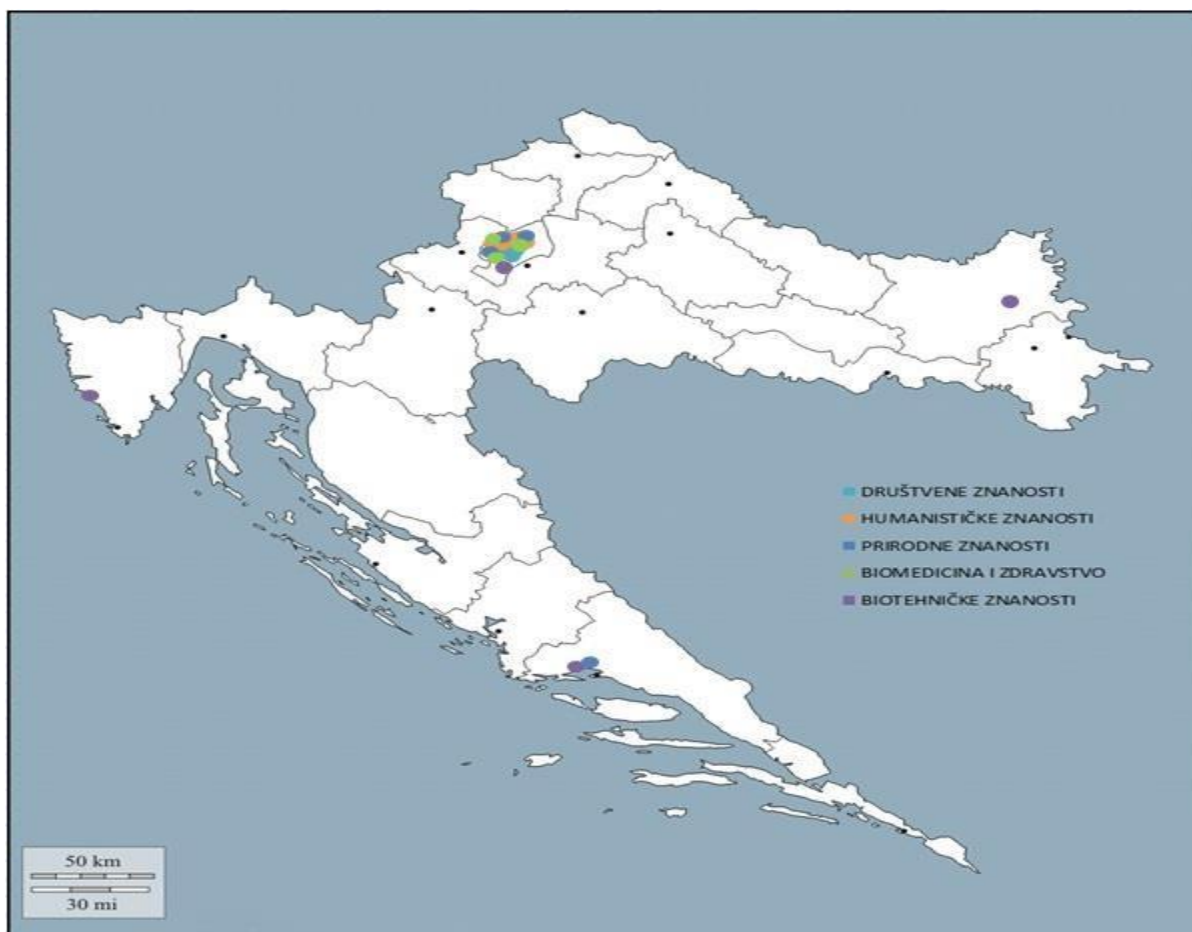 DRUŠTVENE ZNANOSTI
HUMANISTIČKE ZNANOSTI
PRIRODNE ZNANOSTI
BIOMEDICINA I ZDRAVSTVO
BIOTEHNIČKE ZNANOSTI
50 km
30 mi